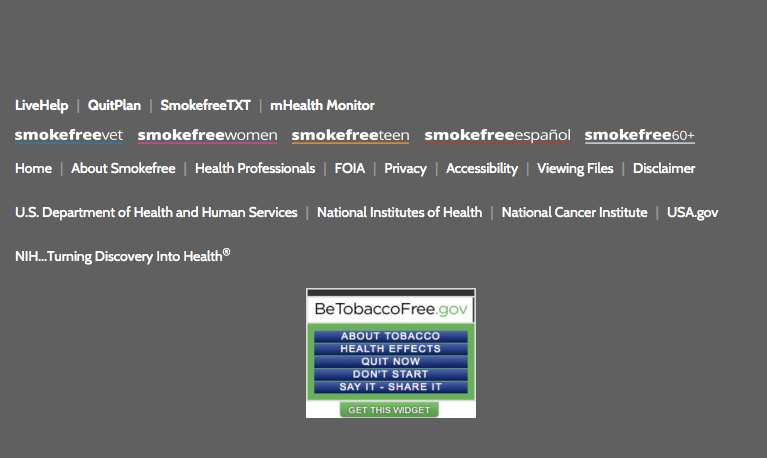 LiveHelp | QuitPlan | SmokefreeTXT | mHealth Monitor
smokefreevet smokefreewomen smokefreeteen smokefreeespañol smokefree60+
Home | About Smokefree | Health Professionals | FOIA | Privacy | Accessibility | Viewing Files | Disclaimer
U.S. Department of Health and Human Services | National Institutes of Health | National Cancer Institute | USA.gov
NIH...Turning Discovery Into Health®
BeTobaccoFree.gov
ABOUT TOBACCO
HEALTH EFFECTS
QUIT NOW
DON'T START
SAY IT - SHARE IT
GET THIS WIDGET